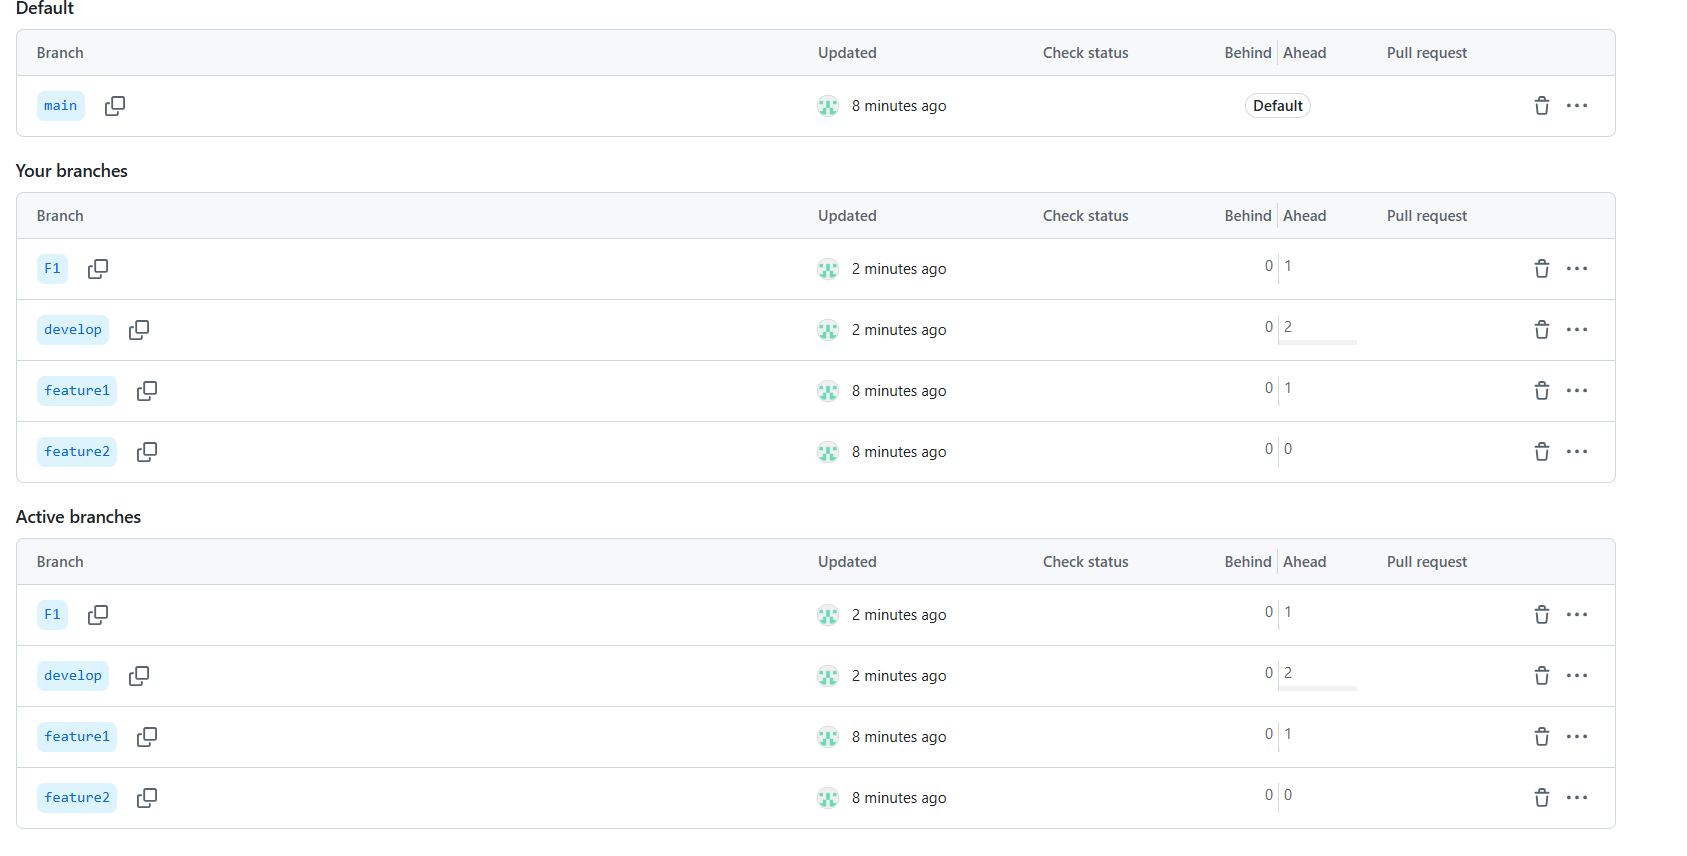 Default
Branch Updated Check status Behind Ahead Pull request
main 8 minutes ago Default
Your branches
Branch Updated Check status Behind Ahead Pull request
F1 2 minutes ago 0 1
develop 2 minutes ago 0 2
feature1 8 minutes ago 0 1
feature2 8 minutes ago 0 0
Active branches
Branch Updated Check status Behind Ahead Pull request
F1 2 minutes ago 0 1
develop 2 minutes ago 0 2
feature1 8 minutes ago 0 1
feature2 8 minutes ago 0 0